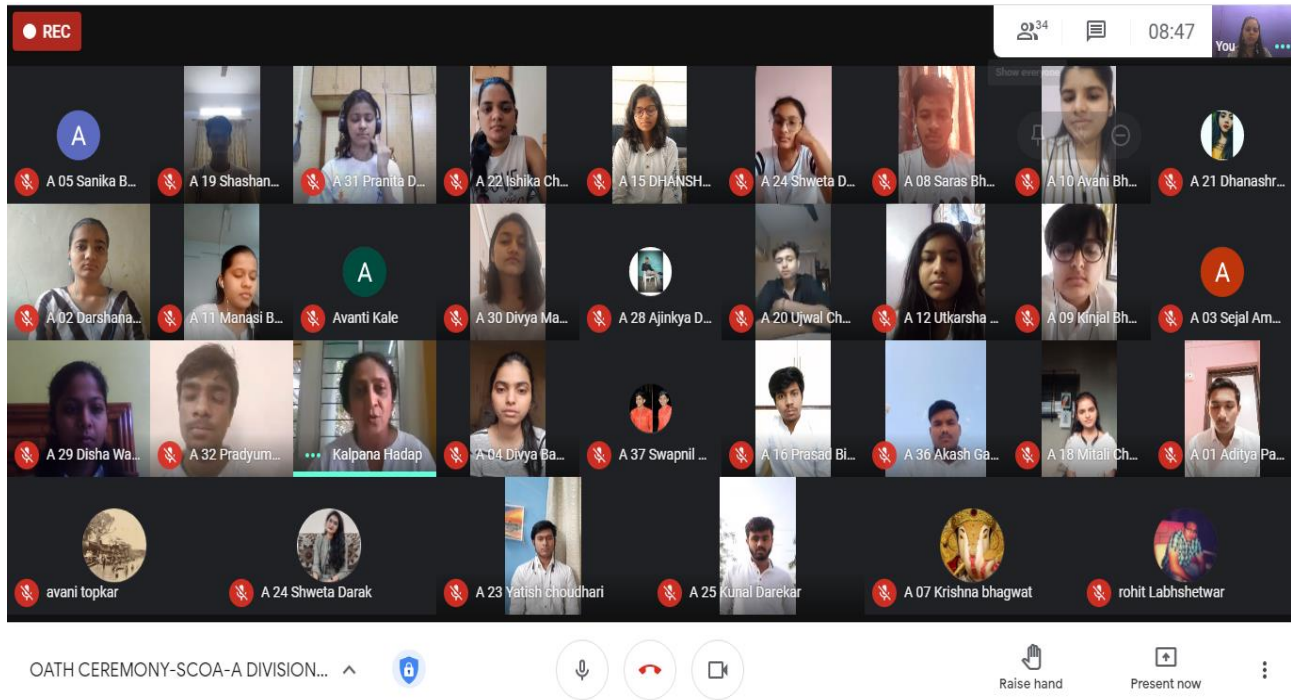 REC
34
08:47
You
Show everyone
A
A 05 Sanika B...
A 19 Shashan...
A 31 Pranita D...
A 22 Ishika Ch...
A 15 DHANSH...
A 24 Shweta D...
A 08 Saras Bh...
A 10 Avani Bh...
A 21 Dhanashr...
A 02 Darshana...
A 11 Manasi B...
A
Avanti Kale
A 30 Divya Ma...
A 28 Ajinkya D...
A 20 Ujwal Ch...
A 12 Utkarsha ...
A 09 Kinjal Bh...
A
A 03 Sejal Am...
A 29 Disha Wa...
A 32 Pradyum...
Kalpana Hadap
A 04 Divya Ba...
A 37 Swapnil ...
A 16 Prasad Bi...
A 36 Akash Ga...
A 18 Mitali Ch...
A 01 Aditya Pa...
avani topkar
A 24 Shweta Darak
A 23 Yatish choudhari
A 25 Kunal Darekar
A 07 Krishna bhagwat
rohit Labhshetwar
OATH CEREMONY-SCOA-A DIVISION...
Raise hand
Present now